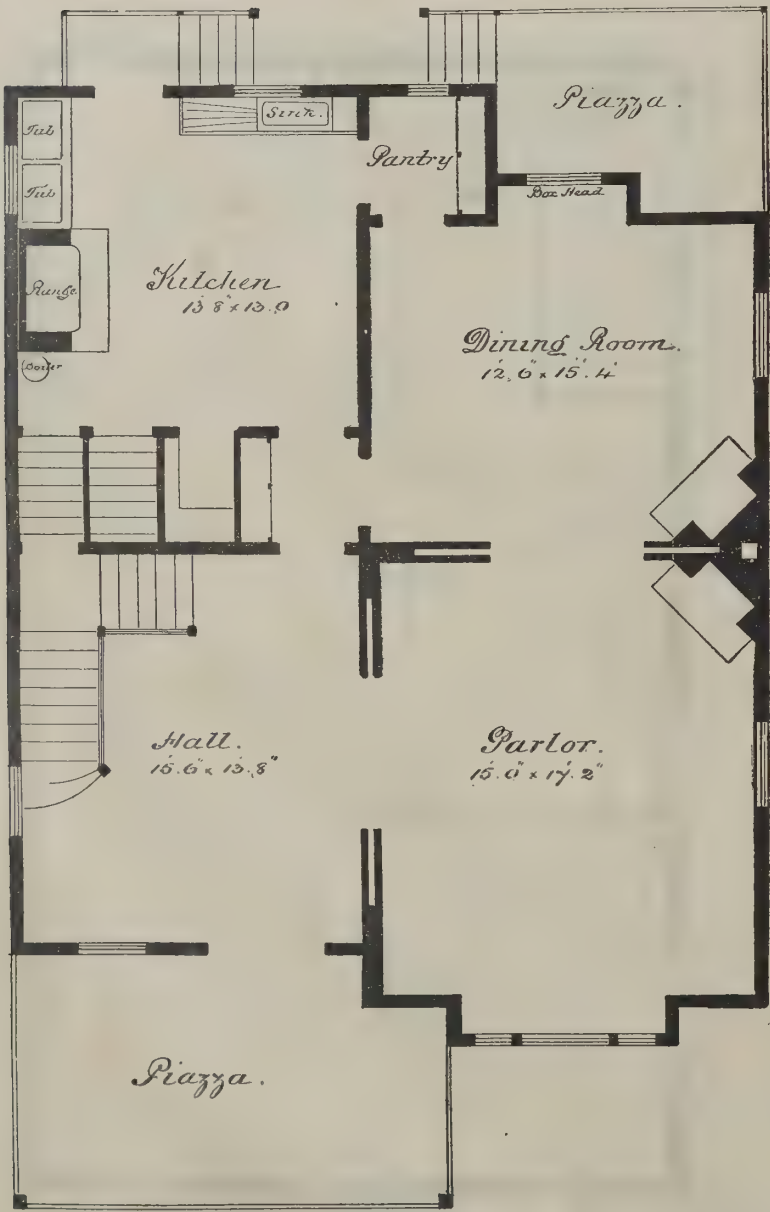 Piazza.
Tub
Sink.
Pantry
Tub
Box Head
Range
Kitchen
13'8" x 13.0
Dining Room.
12.6" x 15.4'
Boiler
Hall.
15.6" x 13.8"
Parlor.
15.0" x 17.2"
Piazza.